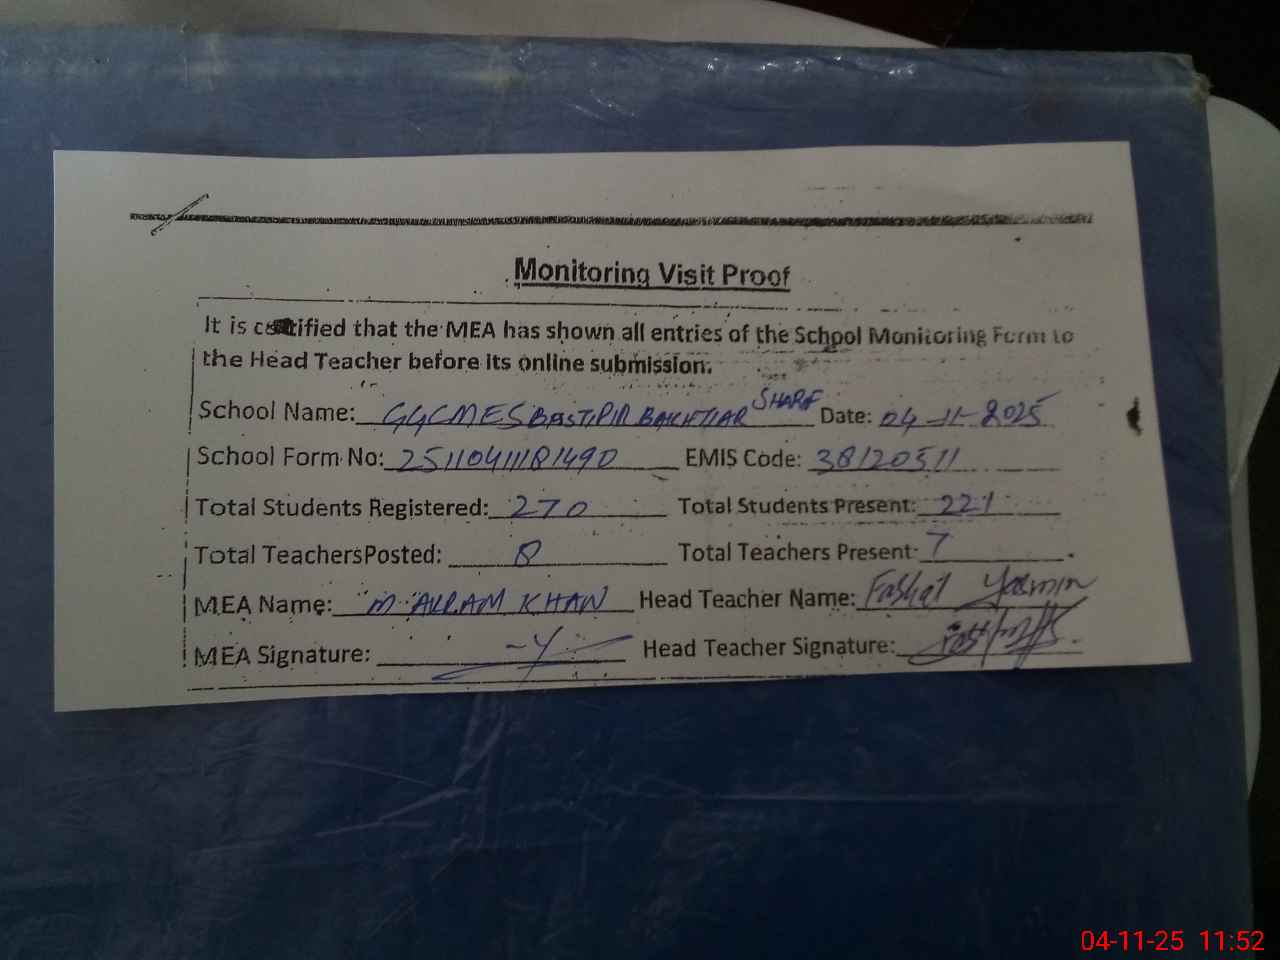 Monitoring Visit Proof
It is certified that the MEA has shown all entries of the School Monitoring Form to
the Head Teacher before its online submission.
School Name: GGCMES BASTI PIR BAKHTIAR SHARF Date: 04-11-2025
School Form No: 25110411181490 EMIS Code: 38120511
Total Students Registered: 270 Total Students Present: 221
Total TeachersPosted: 8 Total Teachers Present: 7
MEA Name: M. AKRAM KHAN Head Teacher Name: Yasmin
MEA Signature: Head Teacher Signature:
04-11-25 11:52